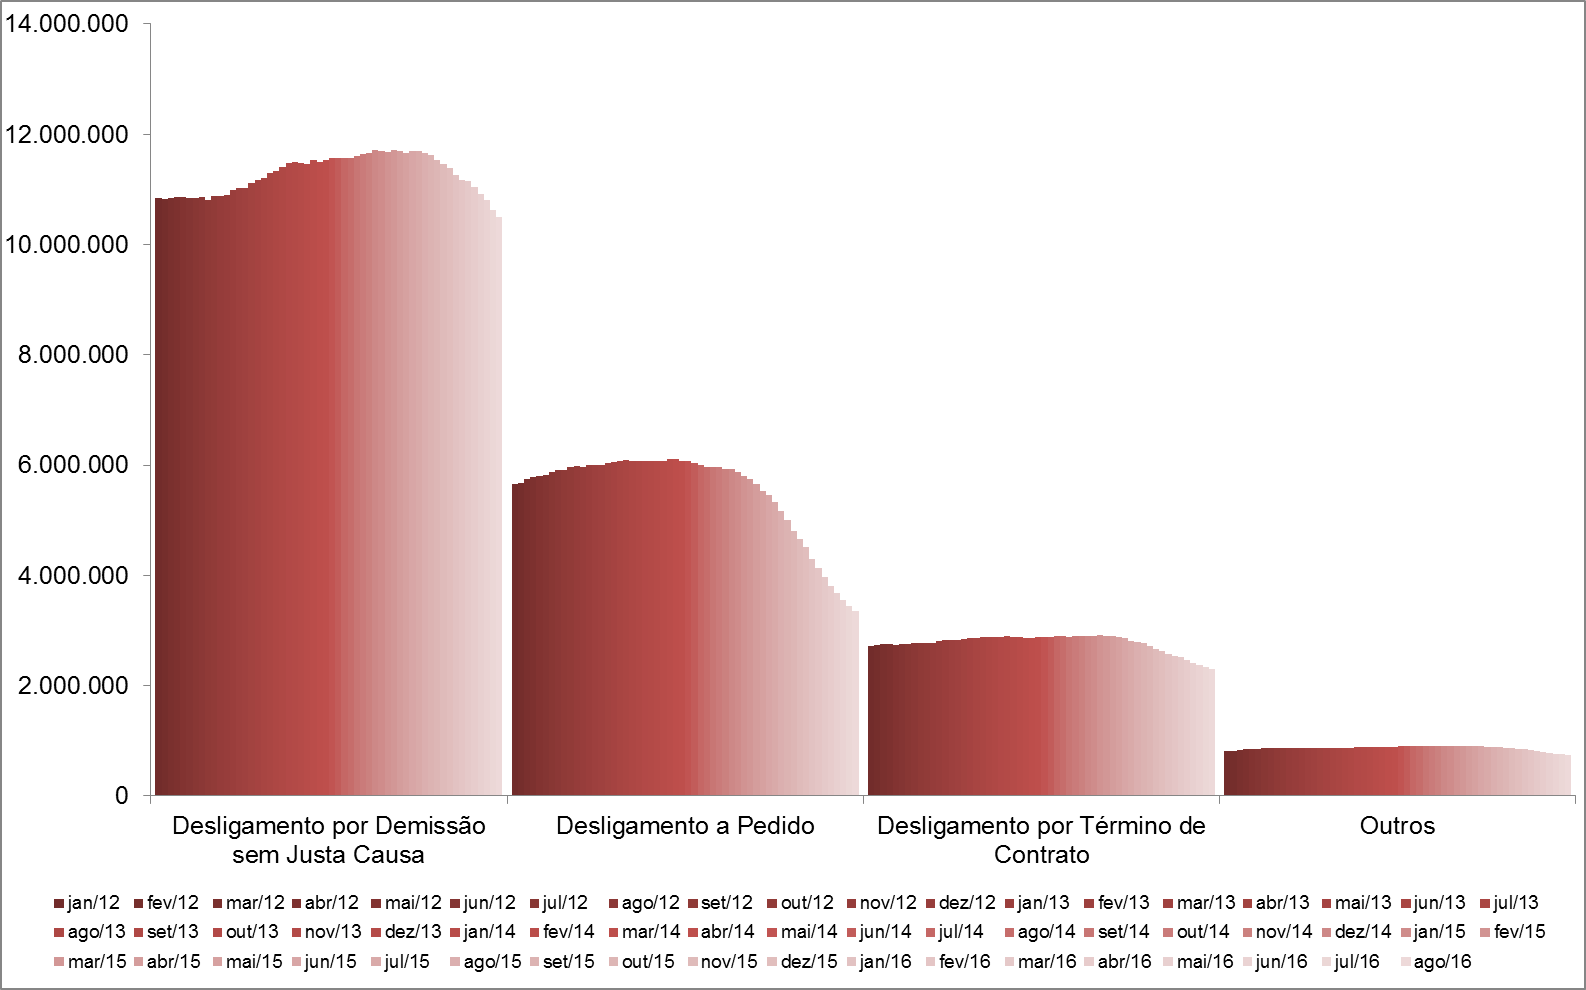 14.000.000
12.000.000
10.000.000
8.000.000
6.000.000
4.000.000
2.000.000
0
Desligamento por Demissão
sem Justa Causa
Desligamento a Pedido
Desligamento por Término de
Contrato
Outros
jan/12 fev/12 mar/12 abr/12 mai/12 jun/12 jul/12 ago/12 set/12 out/12 nov/12 dez/12 jan/13 fev/13 mar/13 abr/13 mai/13 jun/13 jul/13
ago/13 set/13 out/13 nov/13 dez/13 jan/14 fev/14 mar/14 abr/14 mai/14 jun/14 jul/14 ago/14 set/14 out/14 nov/14 dez/14 jan/15 fev/15
mar/15 abr/15 mai/15 jun/15 jul/15 ago/15 set/15 out/15 nov/15 dez/15 jan/16 fev/16 mar/16 abr/16 mai/16 jun/16 jul/16 ago/16